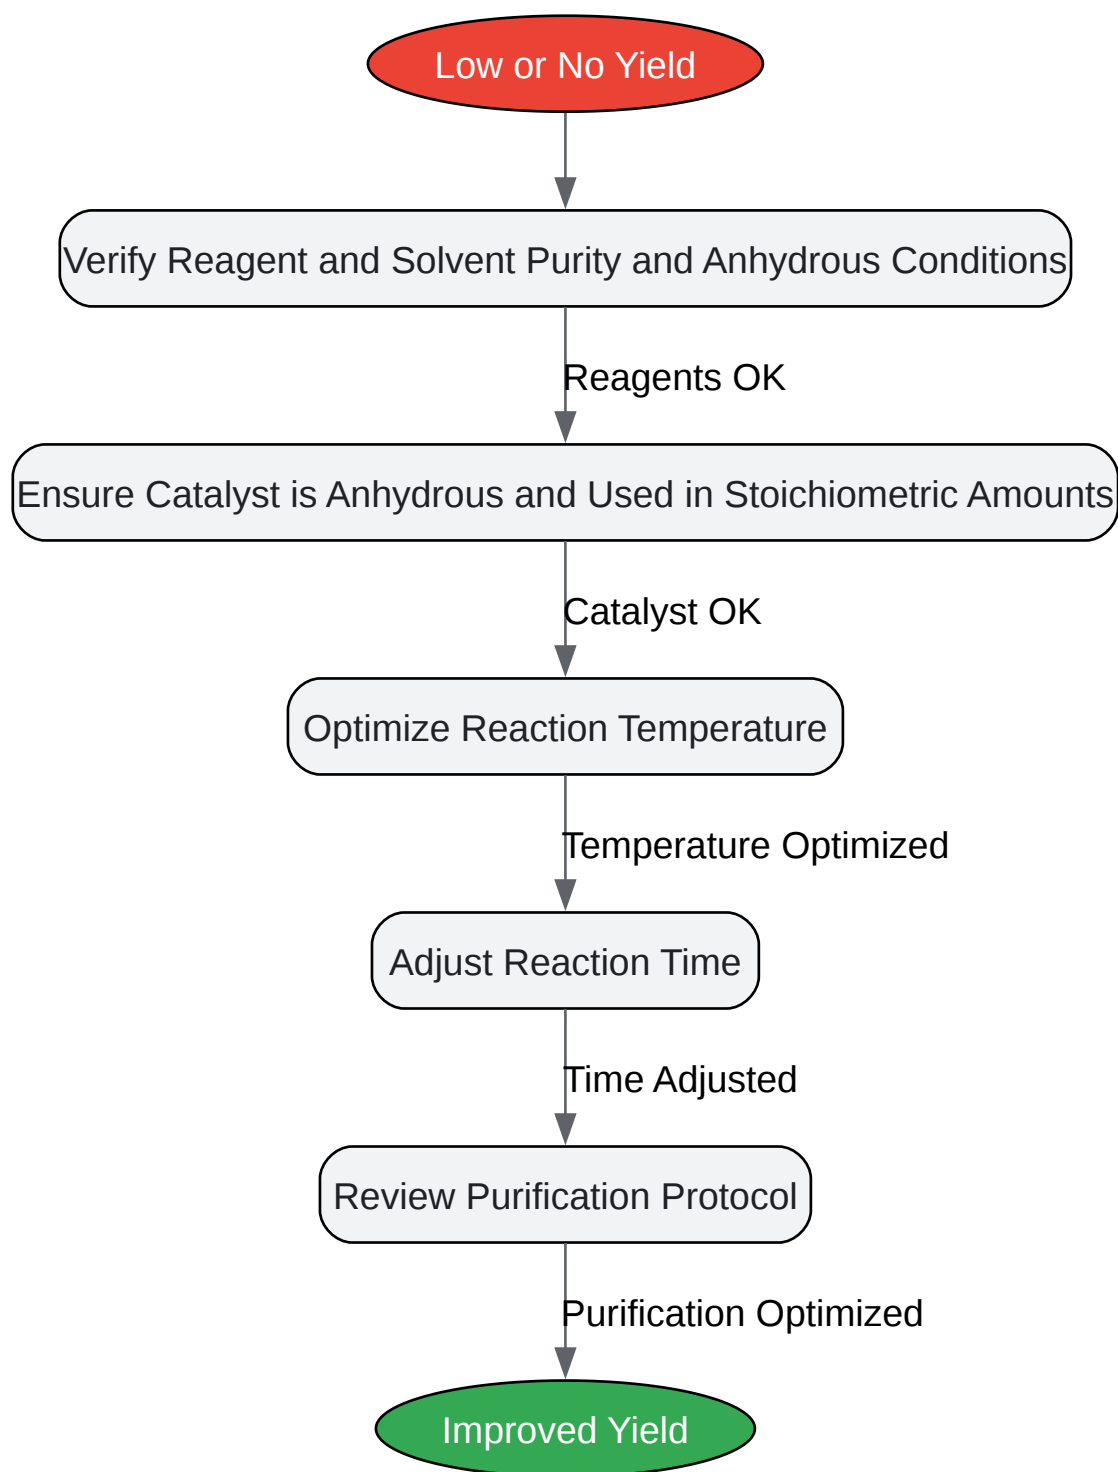 Low or No Yield
Verify Reagent and Solvent Purity and Anhydrous Conditions
Reagents OK
Ensure Catalyst is Anhydrous and Used in Stoichiometric Amounts
Catalyst OK
Optimize Reaction Temperature
Temperature Optimized
Adjust Reaction Time
Time Adjusted
Review Purification Protocol
Purification Optimized
Improved Yield